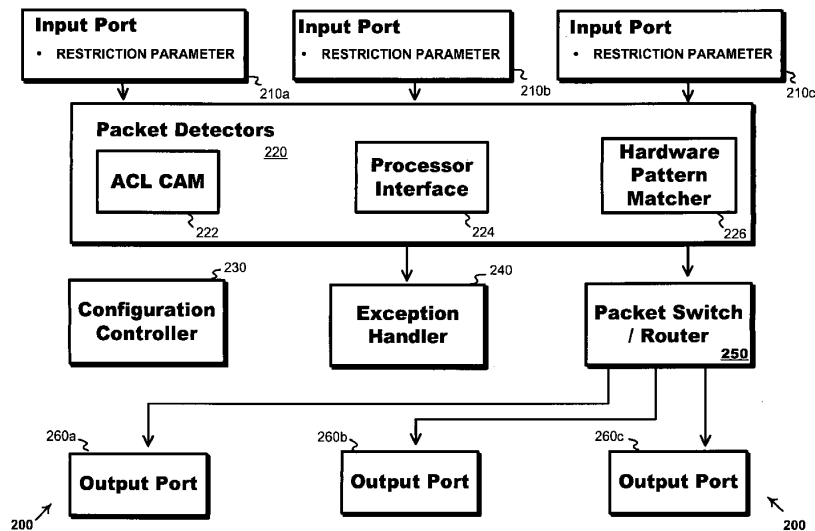 Input Port
• RESTRICTION PARAMETER
210a
Input Port
• RESTRICTION PARAMETER
210b
Input Port
• RESTRICTION PARAMETER
210c
Packet Detectors
220
ACL CAM
222
Processor
Interface
224
Hardware
Pattern
Matcher
226
230
Configuration
Controller
240
Exception
Handler
Packet Switch
/ Router
250
260a
Output Port
260b
Output Port
260c
Output Port
200
200